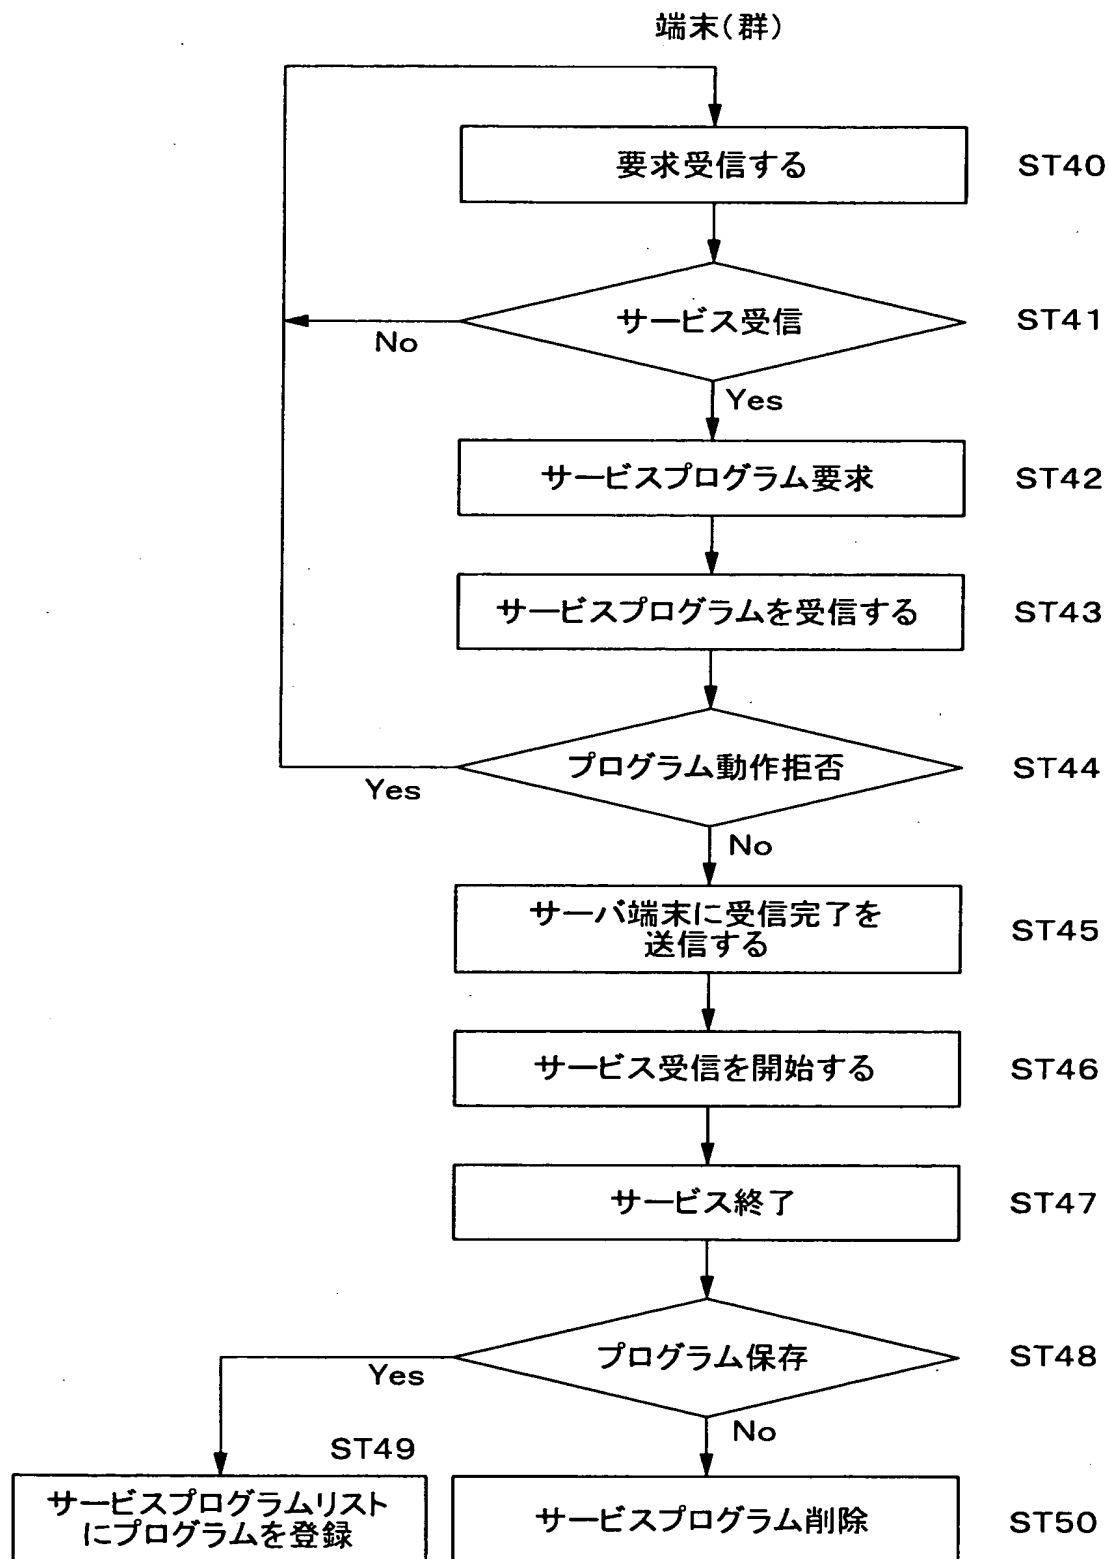 端末(群)
要求受信する
ST40
サービス受信
ST41
No
Yes
サービスプログラム要求
ST42
サービスプログラムを受信する
ST43
プログラム動作拒否
ST44
Yes
No
サーバ端末に受信完了を
送信する
ST45
サービス受信を開始する
ST46
サービス終了
ST47
プログラム保存
ST48
Yes
No
ST49
サービスプログラムリスト
にプログラムを登録
サービスプログラム削除
ST50